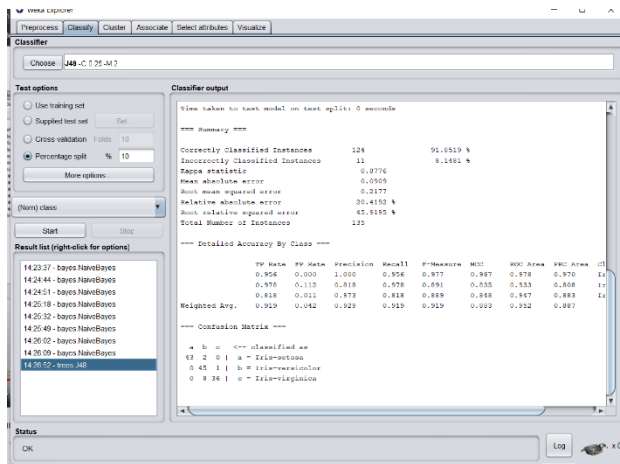 Weka Explorer
Preprocess Classify Cluster Associate Select attributes Visualize
Classifier
Choose J48 -C 0.25 -M 2
Test options
Use training set
Supplied test set Set...
Cross-validation Folds 10
Percentage split % 10
More options...
(Nom) class
Start Stop
Result list (right-click for options)
14:23:37 - bayes.NaiveBayes
14:24:44 - bayes.NaiveBayes
14:24:51 - bayes.NaiveBayes
14:25:18 - bayes.NaiveBayes
14:25:32 - bayes.NaiveBayes
14:25:49 - bayes.NaiveBayes
14:26:02 - bayes.NaiveBayes
14:26:09 - bayes.NaiveBayes
14:26:52 - trees.J48
Classifier output
Time taken to test model on test split: 0 seconds
=== Summary ===
Correctly Classified Instances 124 91.8519 %
Incorrectly Classified Instances 11 8.1481 %
Kappa statistic 0.8776
Mean absolute error 0.0909
Root mean squared error 0.2177
Relative absolute error 20.4152 %
Root relative squared error 45.9195 %
Total Number of Instances 135
=== Detailed Accuracy By Class ===
TP Rate FP Rate Precision Recall F-Measure MCC ROC Area PRC Area Cl
0.956 0.000 1.000 0.956 0.977 0.967 0.978 0.970 Ir
0.978 0.112 0.818 0.978 0.891 0.835 0.933 0.808 Ir
0.818 0.011 0.973 0.818 0.889 0.848 0.947 0.883 Ir
Weighted Avg. 0.919 0.042 0.929 0.919 0.919 0.883 0.952 0.887
=== Confusion Matrix ===
a b c <-- classified as
43 2 0 | a = Iris-setosa
0 45 1 | b = Iris-versicolor
0 8 36 | c = Iris-virginica
Status
OK
Log
x 0